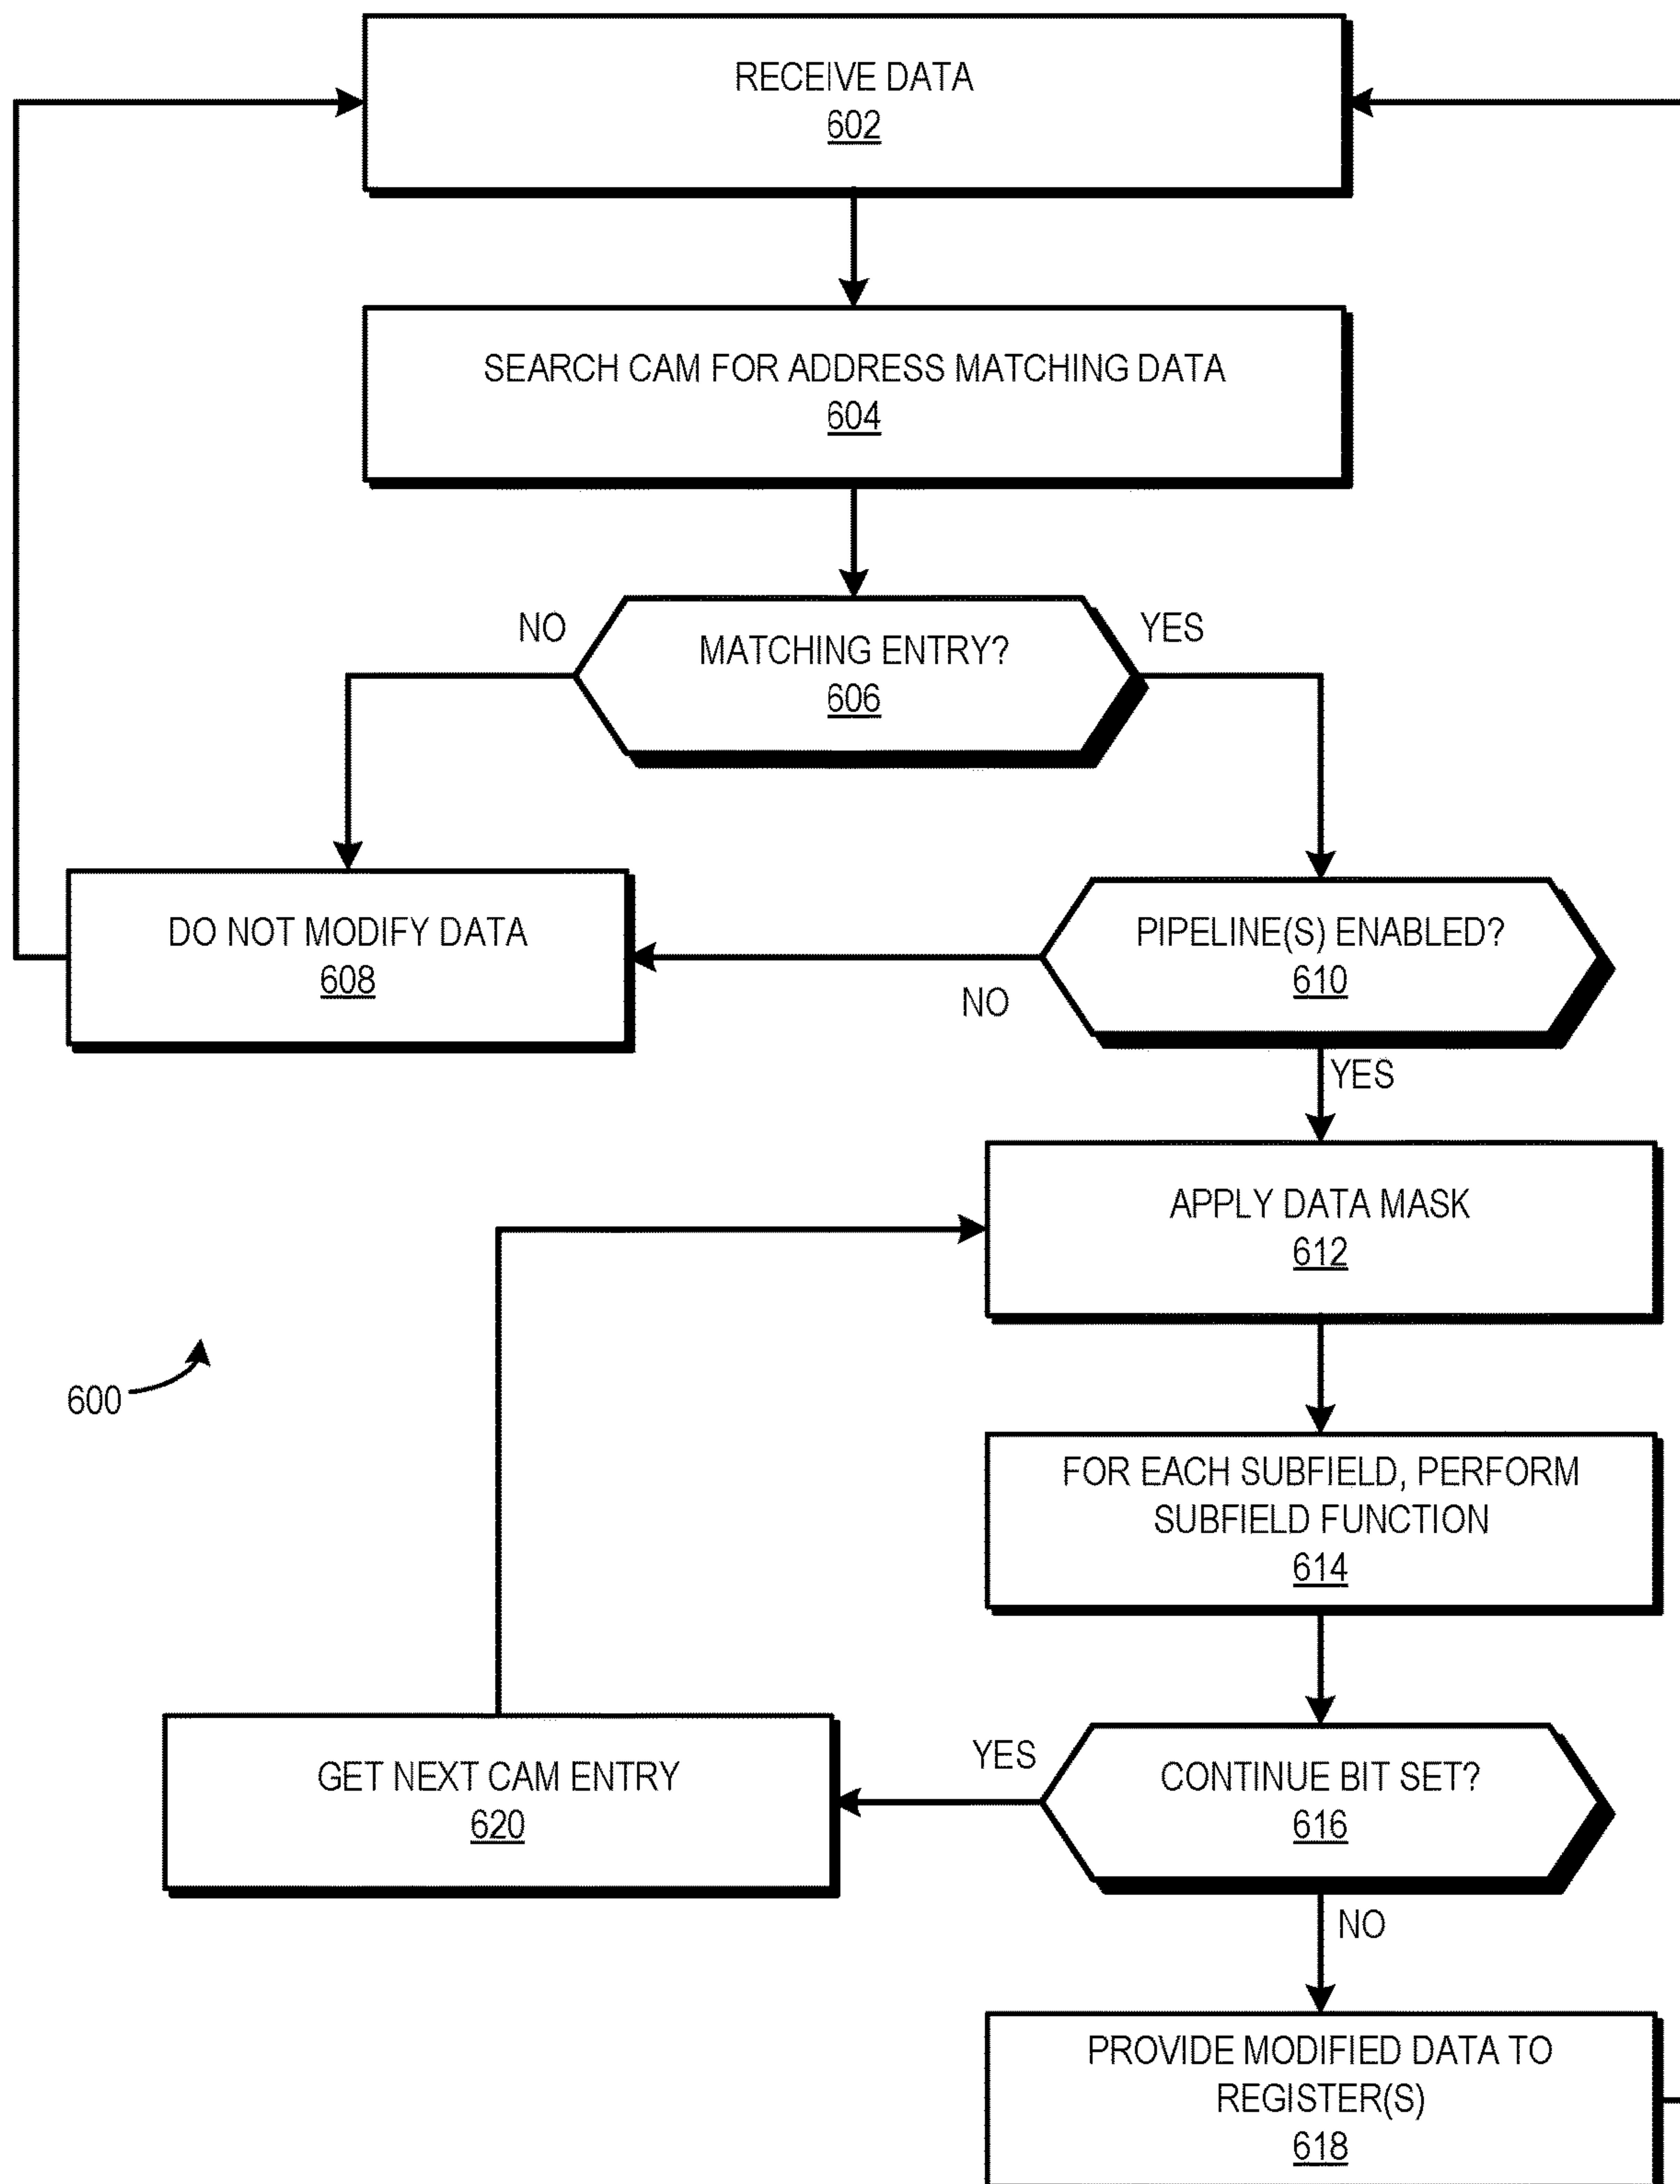 RECEIVE DATA
602
SEARCH CAM FOR ADDRESS MATCHING DATA
604
NO
YES
MATCHING ENTRY?
606
DO NOT MODIFY DATA
608
PIPELINE(S) ENABLED?
610
NO
YES
APPLY DATA MASK
612
600
FOR EACH SUBFIELD, PERFORM
SUBFIELD FUNCTION
614
GET NEXT CAM ENTRY
620
YES
CONTINUE BIT SET?
616
NO
PROVIDE MODIFIED DATA TO
REGISTER(S)
618